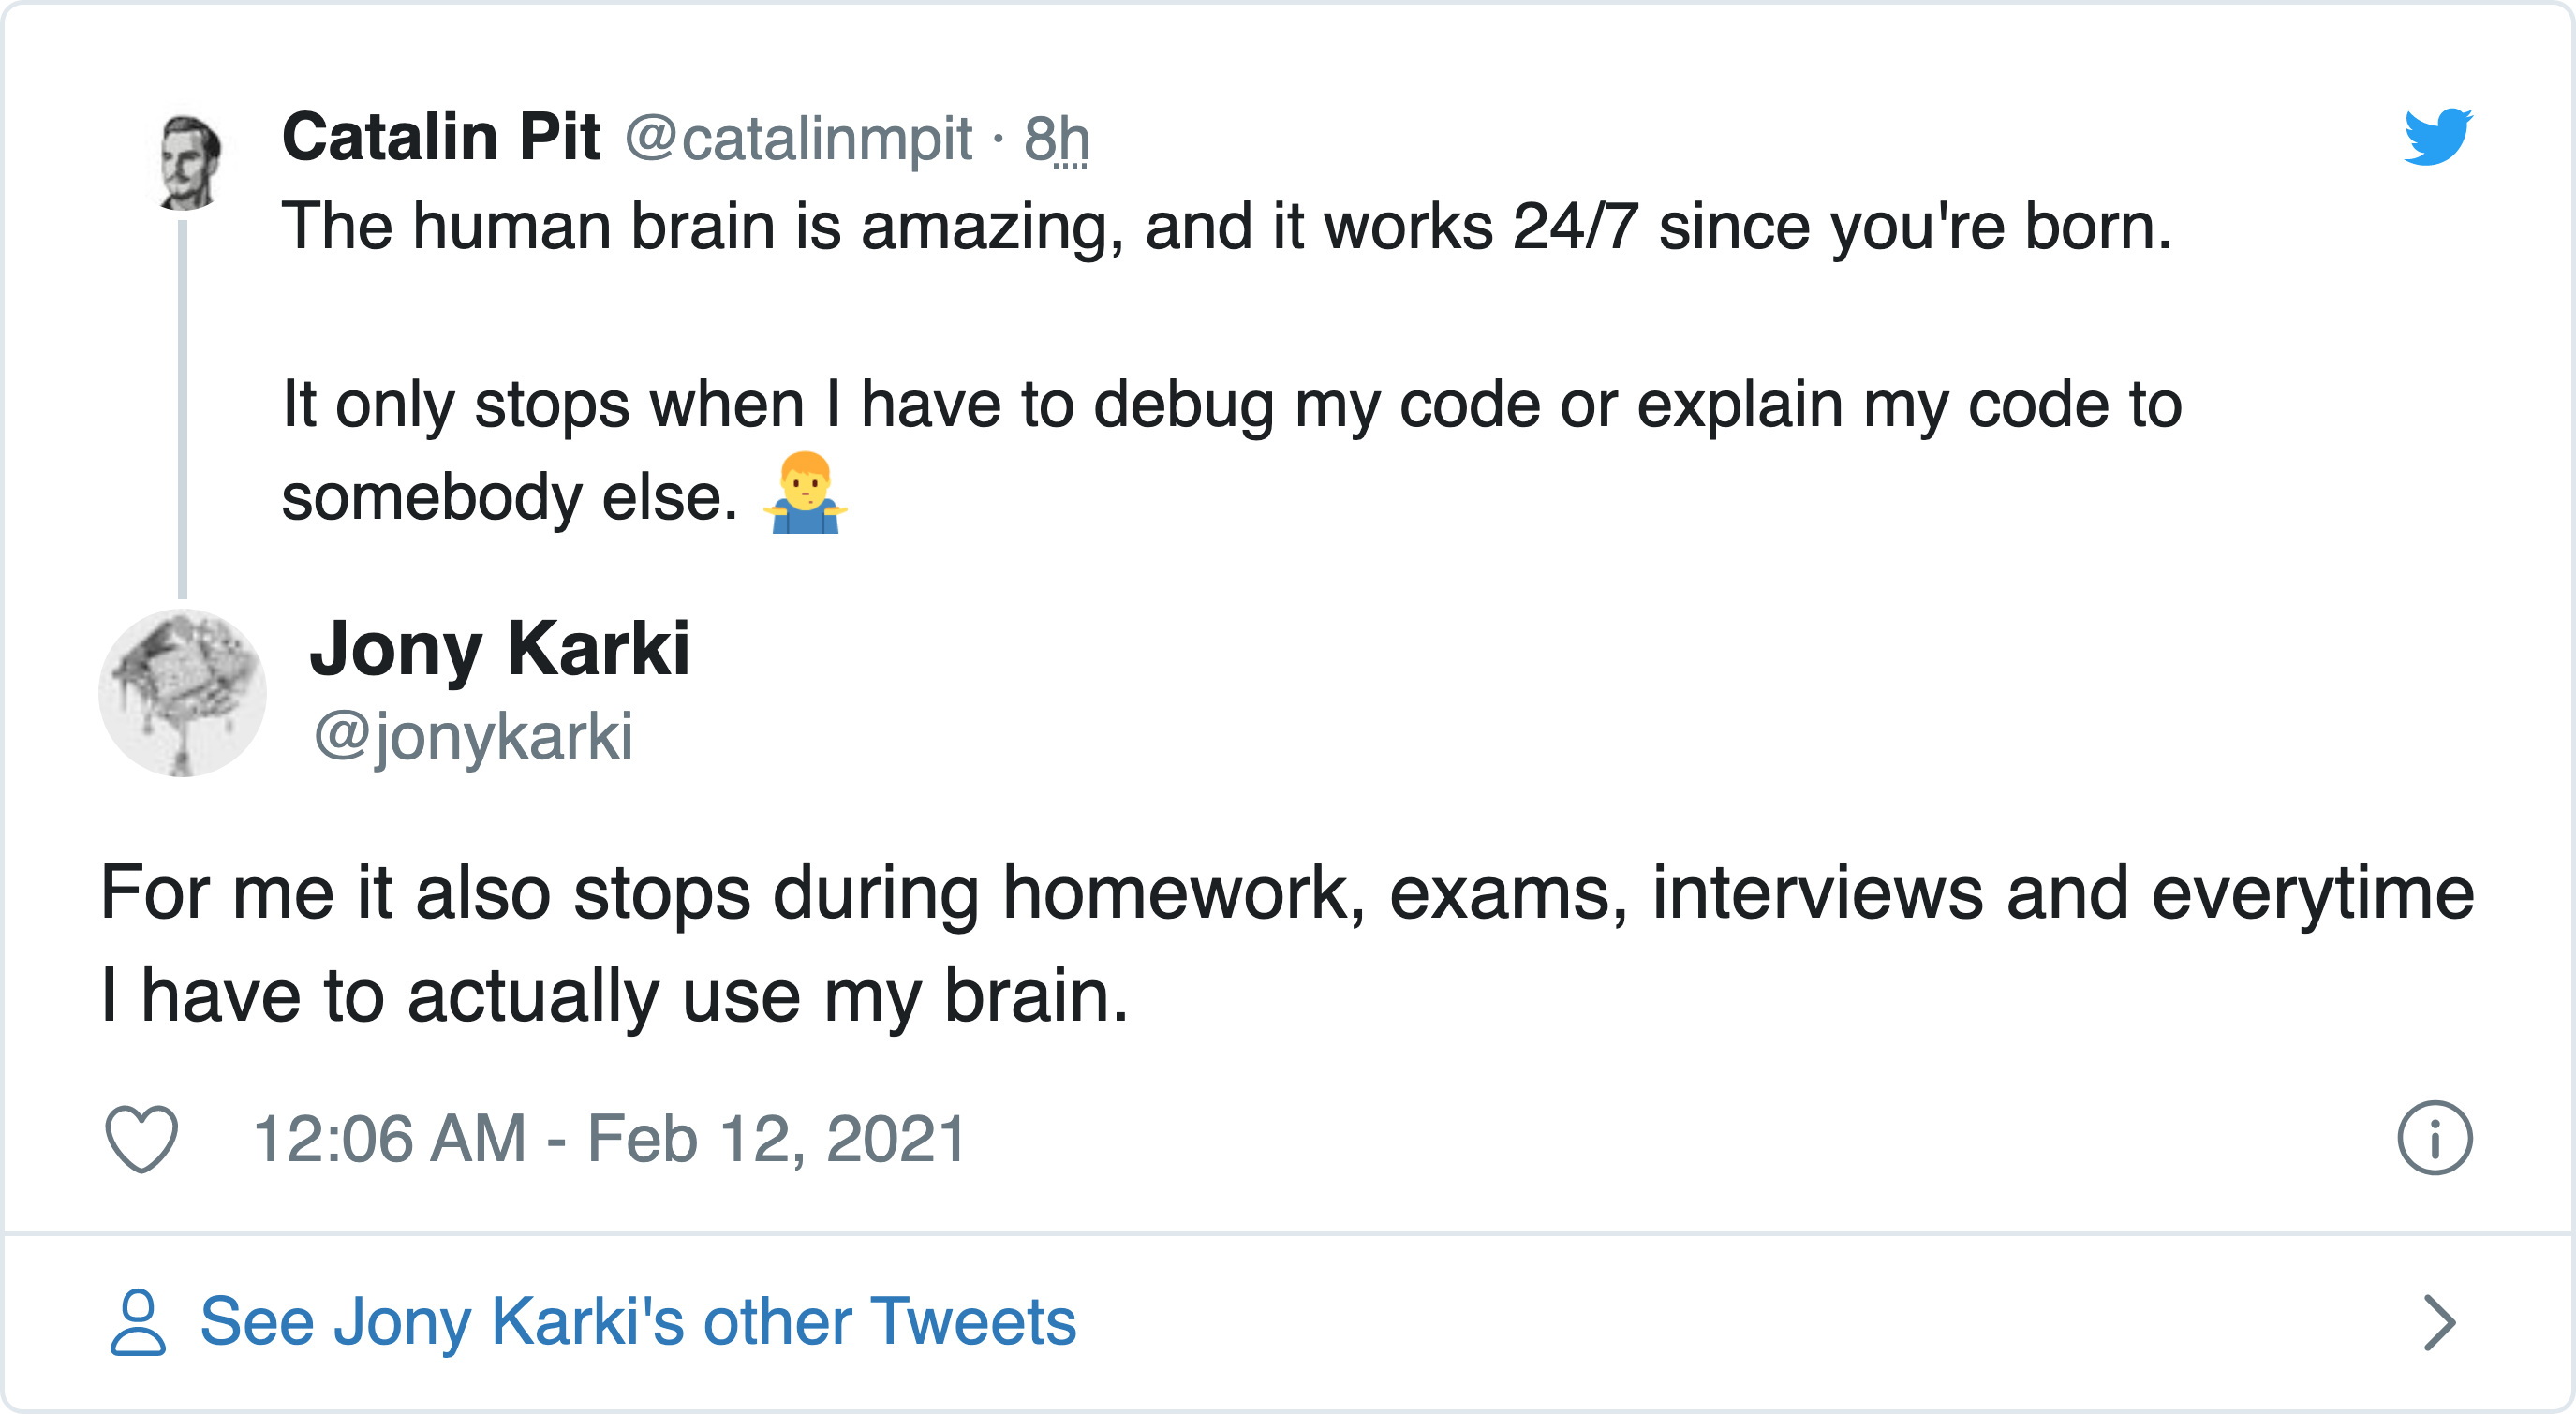 Catalin Pit @catalinmpit · 8h
The human brain is amazing, and it works 24/7 since you're born.
It only stops when I have to debug my code or explain my code to
somebody else. 🤷‍♂️
Jony Karki
@jonykarki
For me it also stops during homework, exams, interviews and everytime
I have to actually use my brain.
12:06 AM - Feb 12, 2021
See Jony Karki's other Tweets